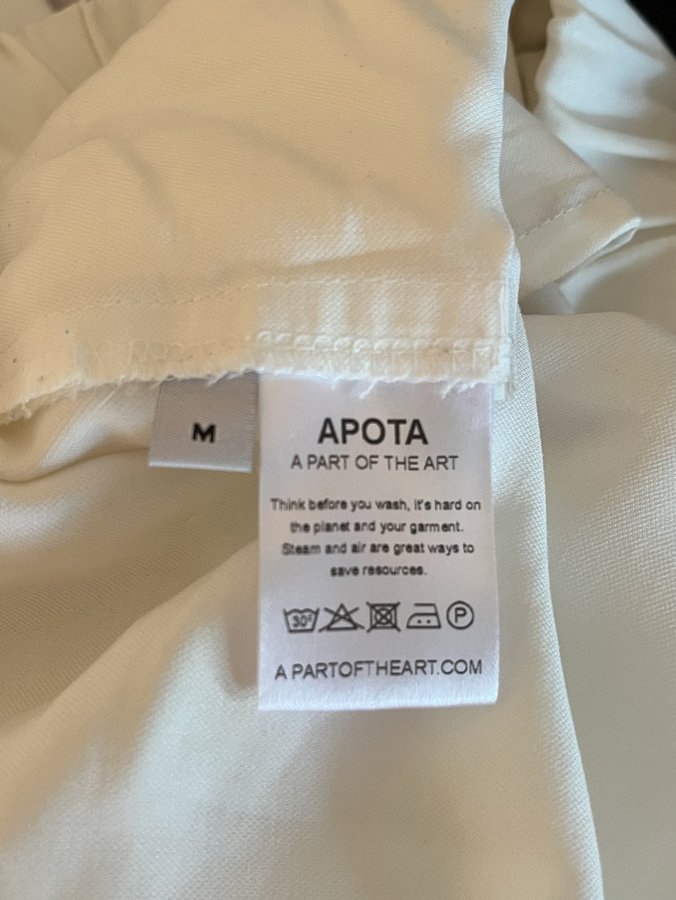 M
APOTA
A PART OF THE ART
Think before you wash, it's hard on
the planet and your garment.
Steam and air are great ways to
save resources.
30° P
A PARTOFTHEART.COM